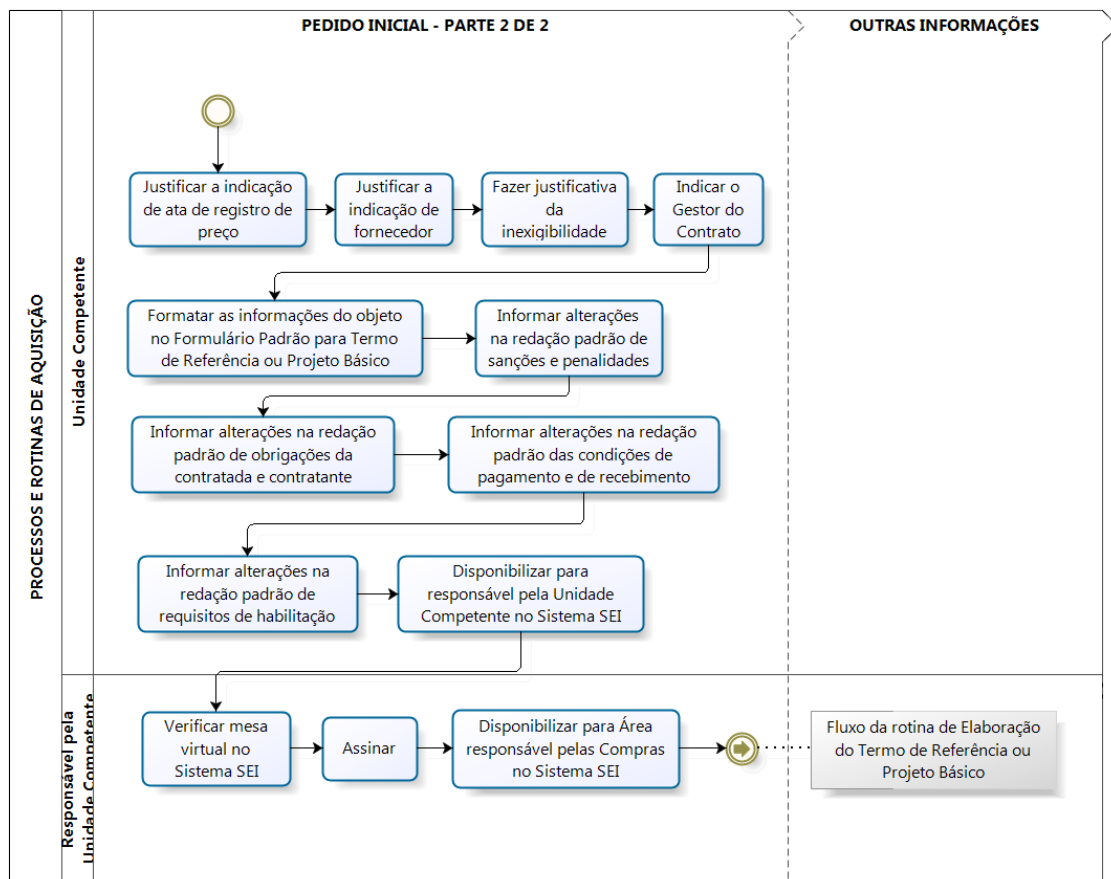 PEDIDO INICIAL - PARTE 2 DE 2
OUTRAS INFORMAÇÕES
PROCESSOS E ROTINAS DE AQUISIÇÃO
Unidade Competente
Justificar a indicação
de ata de registro de
preço
Justificar a
indicação de
fornecedor
Fazer justificativa
da
inexigibilidade
Indicar o
Gestor do
Contrato
Formatar as informações do objeto
no Formulário Padrão para Termo
de Referência ou Projeto Básico
Informar alterações
na redação padrão de
sanções e penalidades
Informar alterações na redação
padrão de obrigações da
contratada e contratante
Informar alterações na redação
padrão das condições de
pagamento e de recebimento
Informar alterações na
redação padrão de
requisitos de habilitação
Disponibilizar para
responsável pela Unidade
Competente no Sistema SEI
Responsável pela
Unidade Competente
Verificar mesa
virtual no
Sistema SEI
Assinar
Disponibilizar para Área
responsável pelas Compras
no Sistema SEI
Fluxo da rotina de Elaboração
do Termo de Referência ou
Projeto Básico